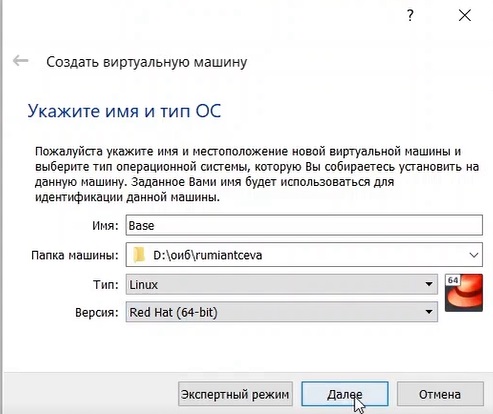 ?
Создать виртуальную машину
Укажите имя и тип ОС
Пожалуйста укажите имя и местоположение новой виртуальной машины и
выберите тип операционной системы, которую Вы собираетесь установить на
данную машину. Заданное Вами имя будет использоваться для
идентификации данной машины.
Имя: Base
Папка машины: D:\оиб\rumiantceva
Тип: Linux
64
Версия: Red Hat (64-bit)
Экспертный режим Далее Отмена